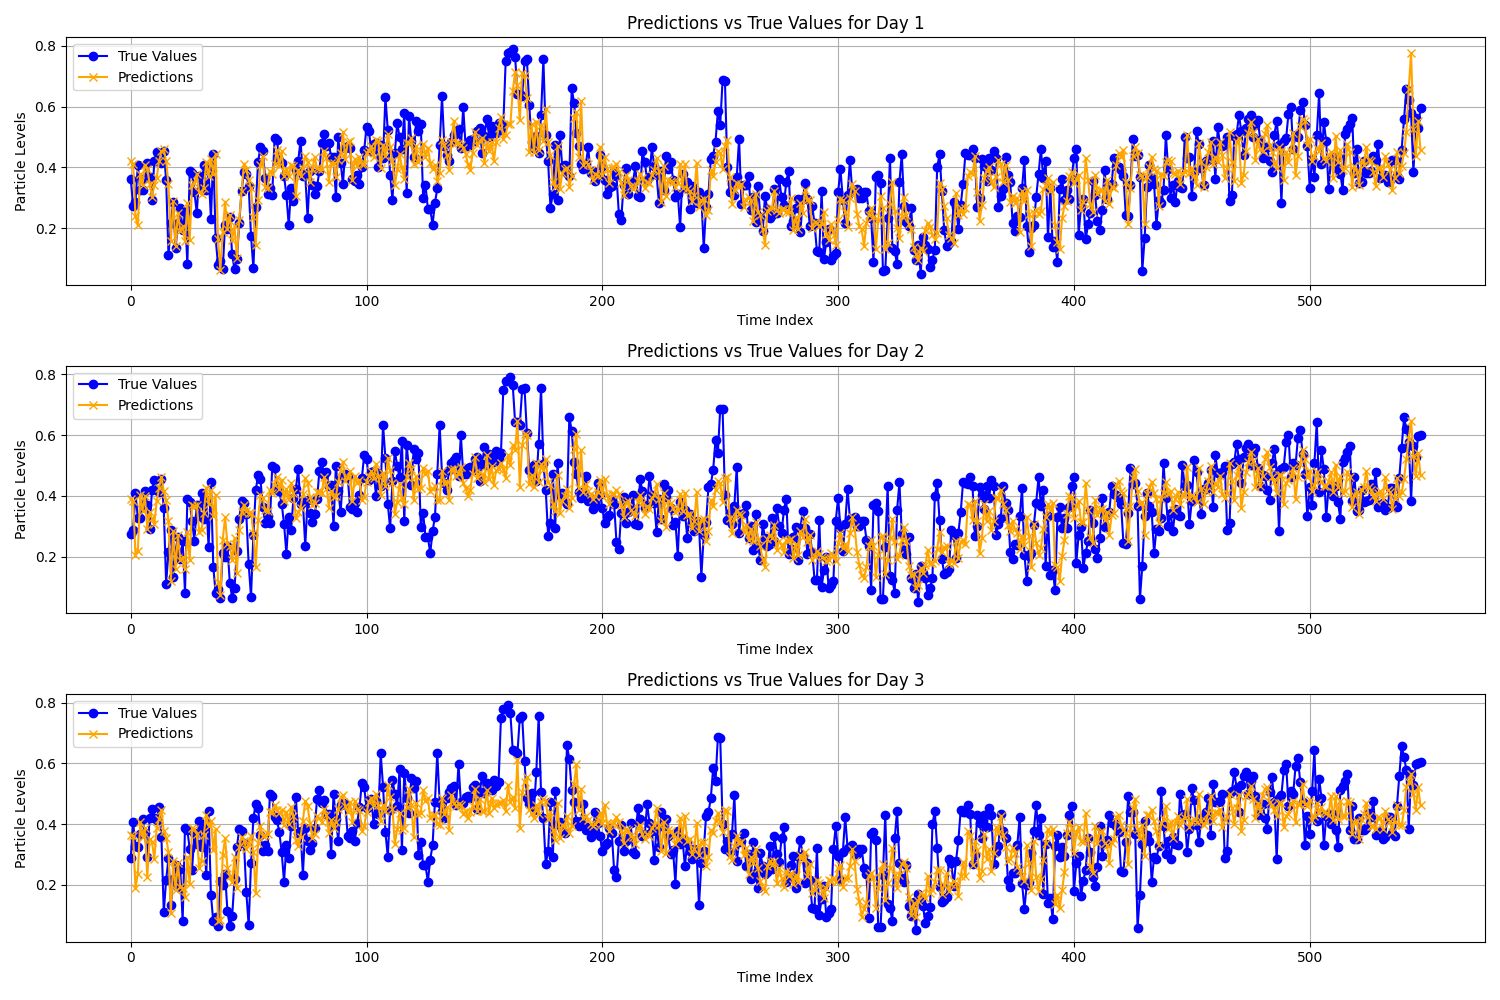 Predictions vs True Values for Day 1
0.8
0.6
0.4
0.2
Particle Levels
True Values
Predictions
0 100 200 300 400 500
Time Index
Predictions vs True Values for Day 2
0.8
0.6
0.4
0.2
Particle Levels
True Values
Predictions
0 100 200 300 400 500
Time Index
Predictions vs True Values for Day 3
0.8
0.6
0.4
0.2
Particle Levels
True Values
Predictions
0 100 200 300 400 500
Time Index